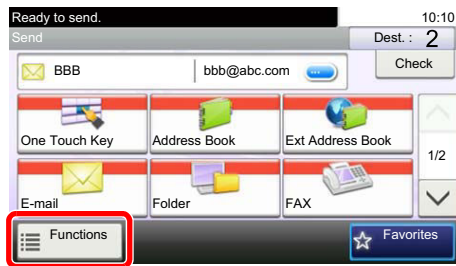 Ready to send. 10:10
Send Dest. : 2
BBB bbb@abc.com Check
One Touch Key Address Book Ext Address Book
1/2
E-mail Folder FAX
Functions Favorites